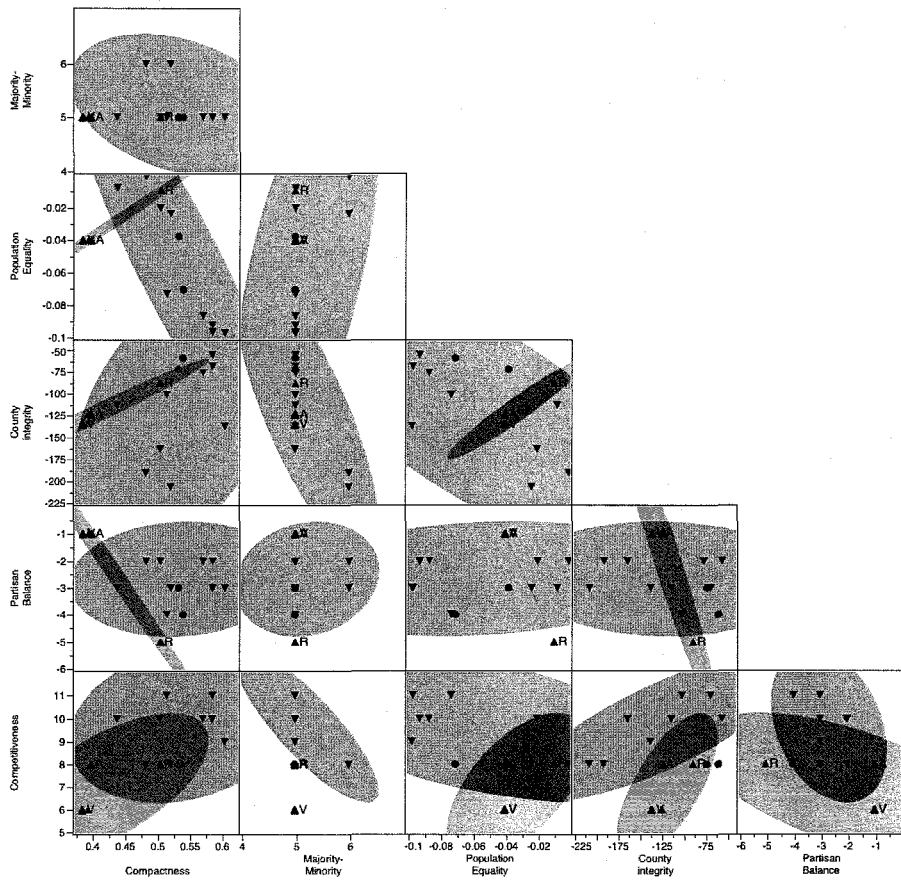 Majority-
Minority
6
5
4
A
R
Population
Equality
-0.02
-0.04
-0.06
-0.08
-0.1
A
R
R
County
integrity
-50
-75
-100
-125
-150
-175
-200
-225
R
R
A
V
Partisan
Balance
-1
-2
-3
-4
-5
-6
A
R
R
R
R
Competitiveness
11
10
9
8
7
6
5
V
R
V
V
R
R
V
0.4 0.45 0.5 0.55 0.6
4 5 6
-0.1 -0.08 -0.06 -0.04 -0.02
-225 -175 -125 -75
-6 -5 -4 -3 -2 -1
Compactness
Majority-
Minority
Population
Equality
County
integrity
Partisan
Balance